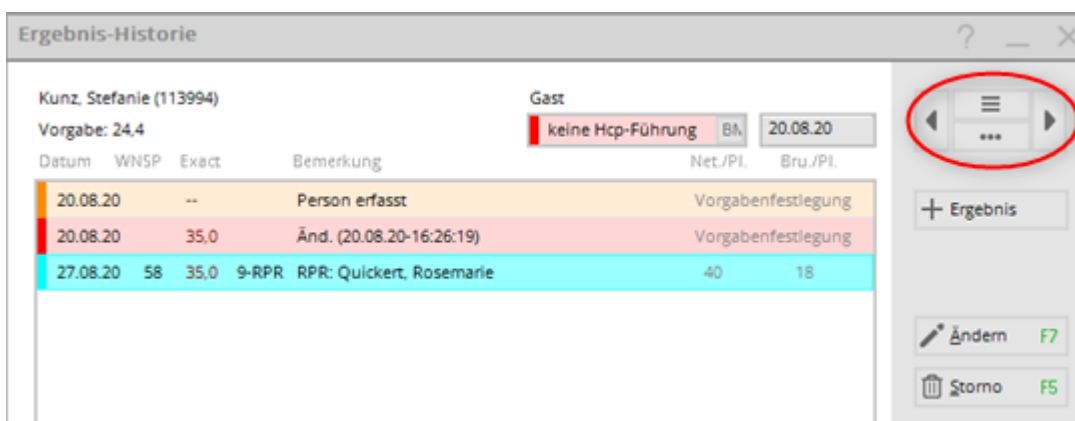 Ergebnis-Historie
Kunz, Stefanie (113994)
Gast
Vorgabe: 24,4
keine Hcp-Führung
20.08.20
Datum WNSP Exact Bemerkung Net./Pl. Bru./Pl.
20.08.20 -- Person erfasst Vorgabenfestlegung
20.08.20 35,0 Änd. (20.08.20-16:26:19) Vorgabenfestlegung
27.08.20 58 35,0 9-RPR RPR: Quickert, Rosemarie 40 18
Ergebnis
Ändern F7
Storno F5